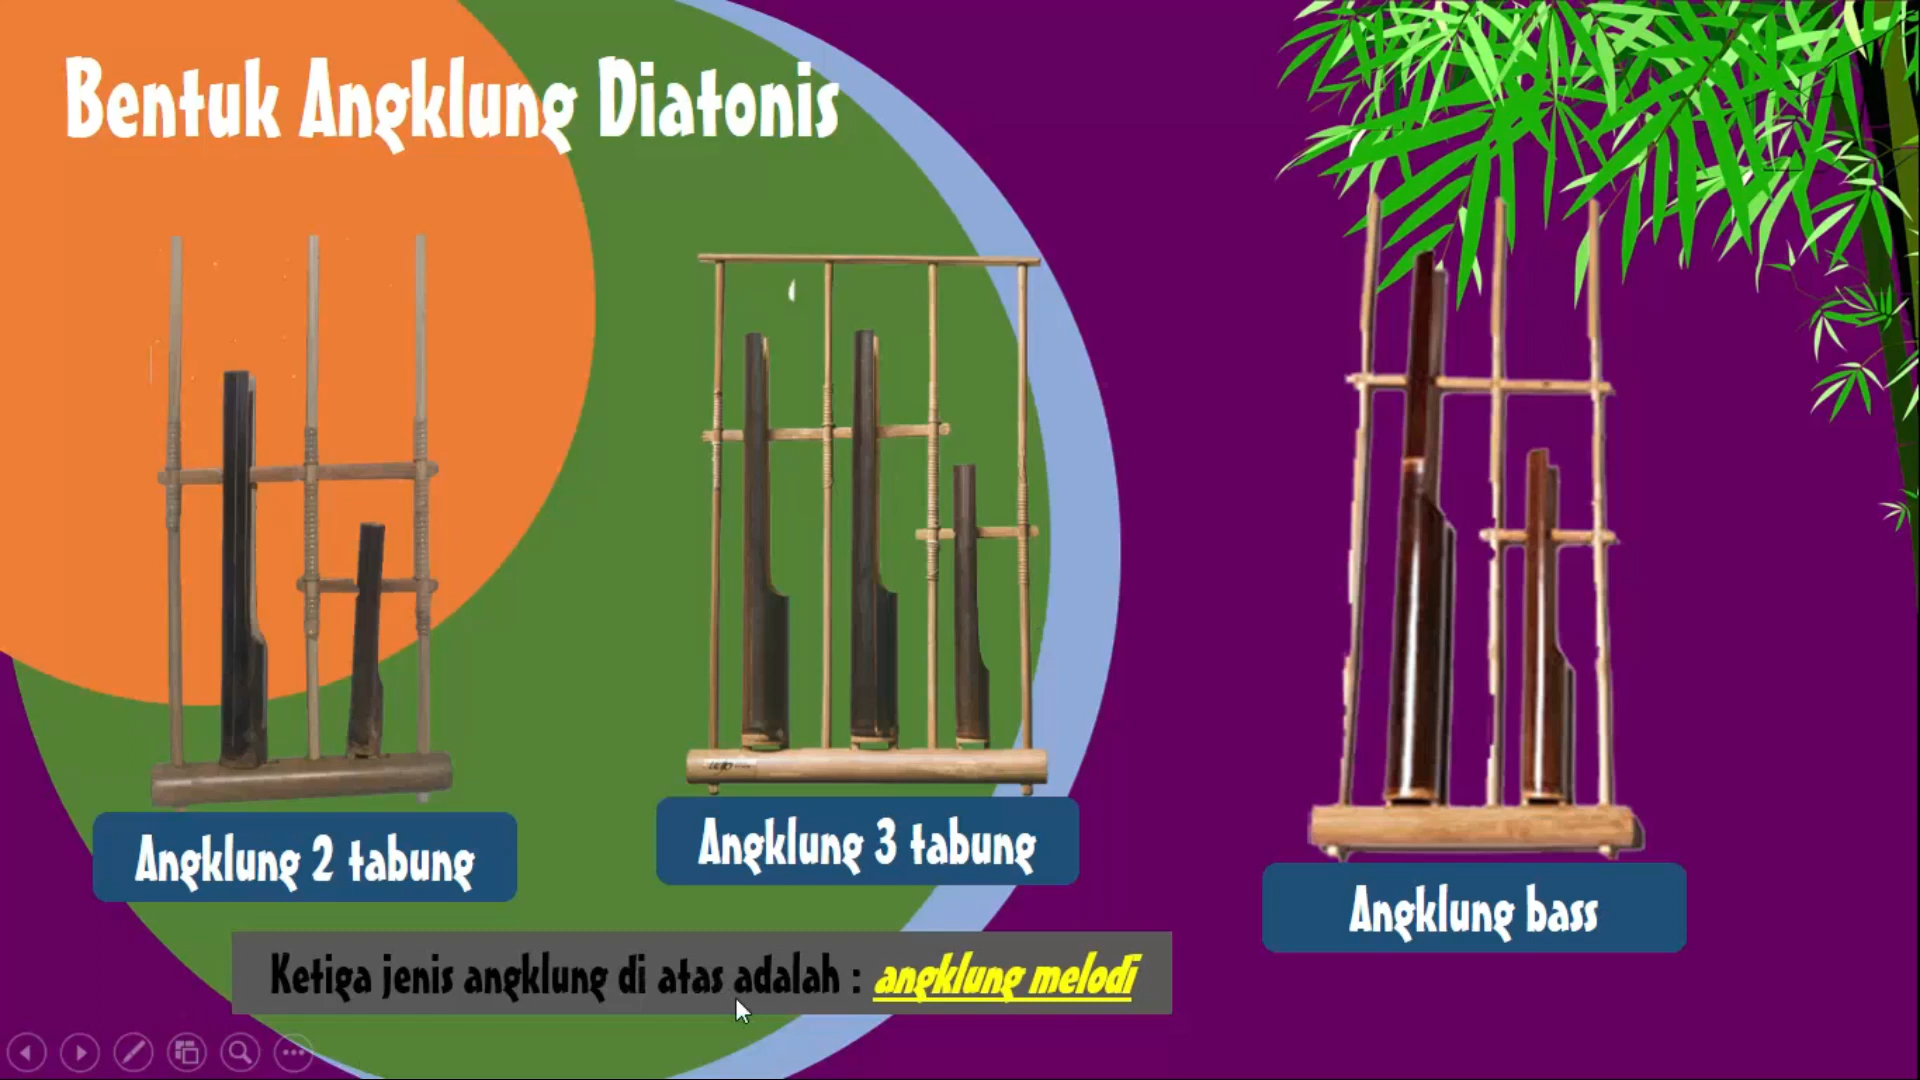 Bentuk Angklung Diatonis
Angklung 2 tabung
Angklung 3 tabung
Angklung bass
Ketiga jenis angklung di atas adalah : angklung melodi